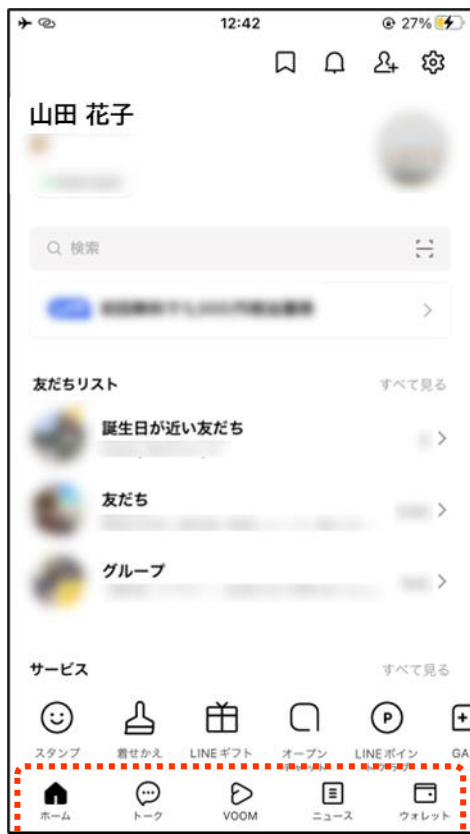 12:42
27%
山田 花子
検索
友だちリスト
すべて見る
誕生日が近い友だち
友だち
グループ
サービス
すべて見る
スタンプ
着せかえ
LINEギフト
オープン
LINEポイン
GA
P
ホーム
トーク
VOOM
ニュース
ウォレット